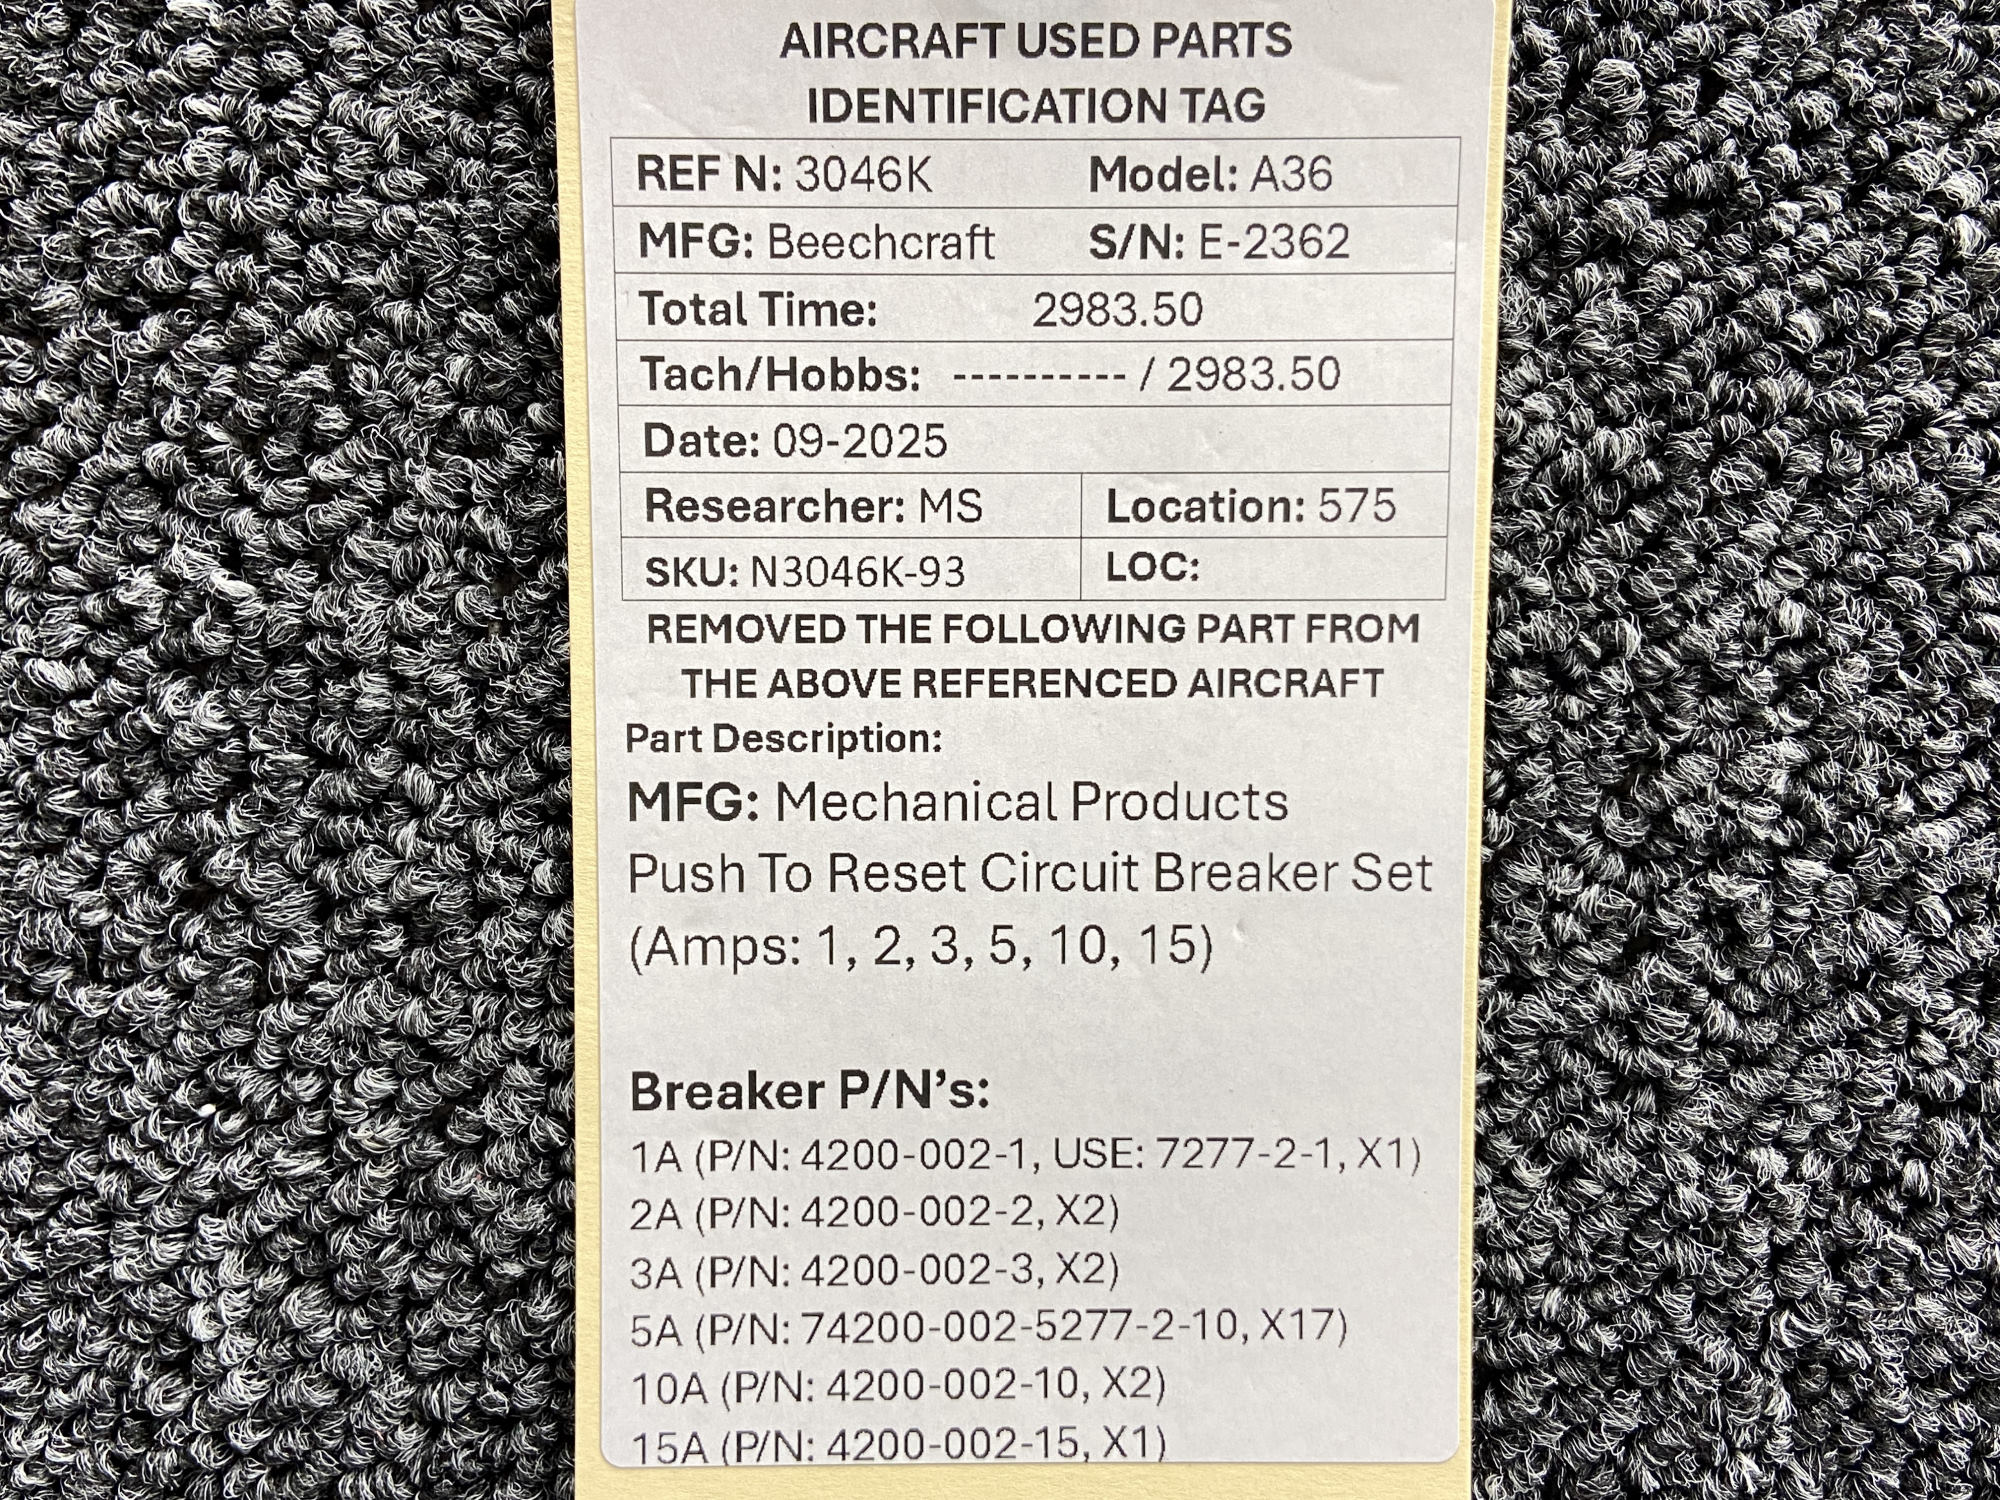 AIRCRAFT USED PARTS
IDENTIFICATION TAG
REF N: 3046K Model: A36
MFG: Beechcraft S/N: E-2362
Total Time: 2983.50
Tach/Hobbs: ---------- / 2983.50
Date: 09-2025
Researcher: MS Location: 575
SKU: N3046K-93 LOC:
REMOVED THE FOLLOWING PART FROM
THE ABOVE REFERENCED AIRCRAFT
Part Description:
MFG: Mechanical Products
Push To Reset Circuit Breaker Set
(Amps: 1, 2, 3, 5, 10, 15)
Breaker P/N's:
1A (P/N: 4200-002-1, USE: 7277-2-1, X1)
2A (P/N: 4200-002-2, X2)
3A (P/N: 4200-002-3, X2)
5A (P/N: 74200-002-5277-2-10, X17)
10A (P/N: 4200-002-10, X2)
15A (P/N: 4200-002-15, X1)